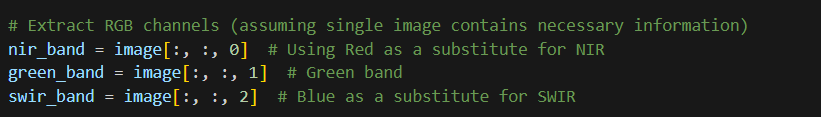 # Extract RGB channels (assuming single image contains necessary information)
nir_band = image[:, :, 0]  # Using Red as a substitute for NIR
green_band = image[:, :, 1]  # Green band
swir_band = image[:, :, 2]  # Blue as a substitute for SWIR